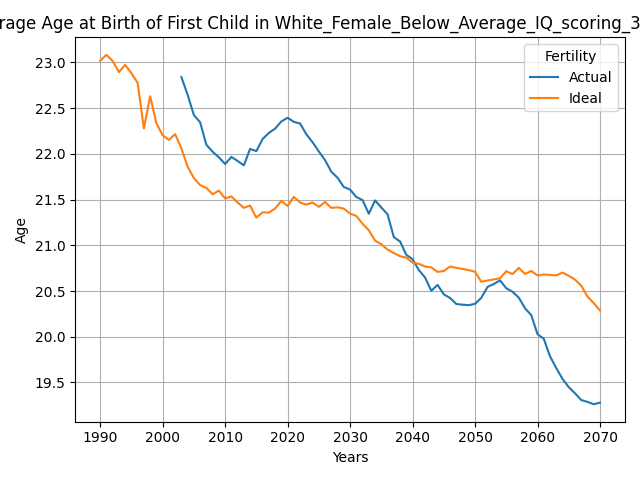 rage Age at Birth of First Child in White_Female_Below_Average_IQ_scoring_3
Fertility
Actual
Ideal
23.0
22.5
22.0
21.5
21.0
20.5
20.0
19.5
Age
1990 2000 2010 2020 2030 2040 2050 2060 2070
Years